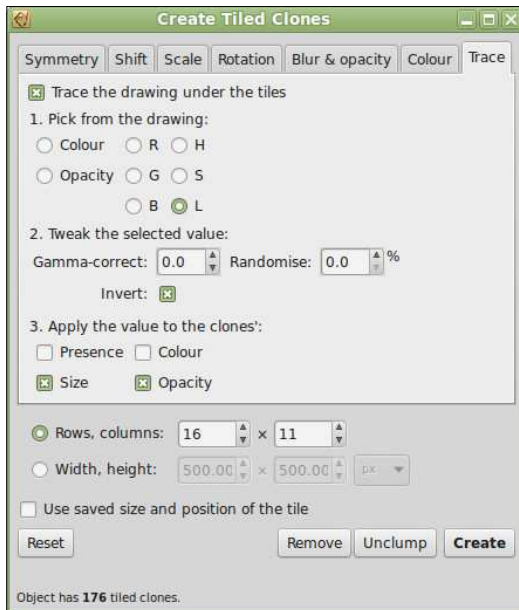 Create Tiled Clones
Symmetry Shift Scale Rotation Blur & opacity Colour Trace
Trace the drawing under the tiles
1. Pick from the drawing:
Colour R H
Opacity G S
B L
2. Tweak the selected value:
Gamma-correct: 0.0 Randomise: 0.0 %
Invert:
3. Apply the value to the clones':
Presence Colour
Size Opacity
Rows, columns: 16 × 11
Width, height: 500.00 × 500.00 px
Use saved size and position of the tile
Reset Remove Unclump Create
Object has 176 tiled clones.